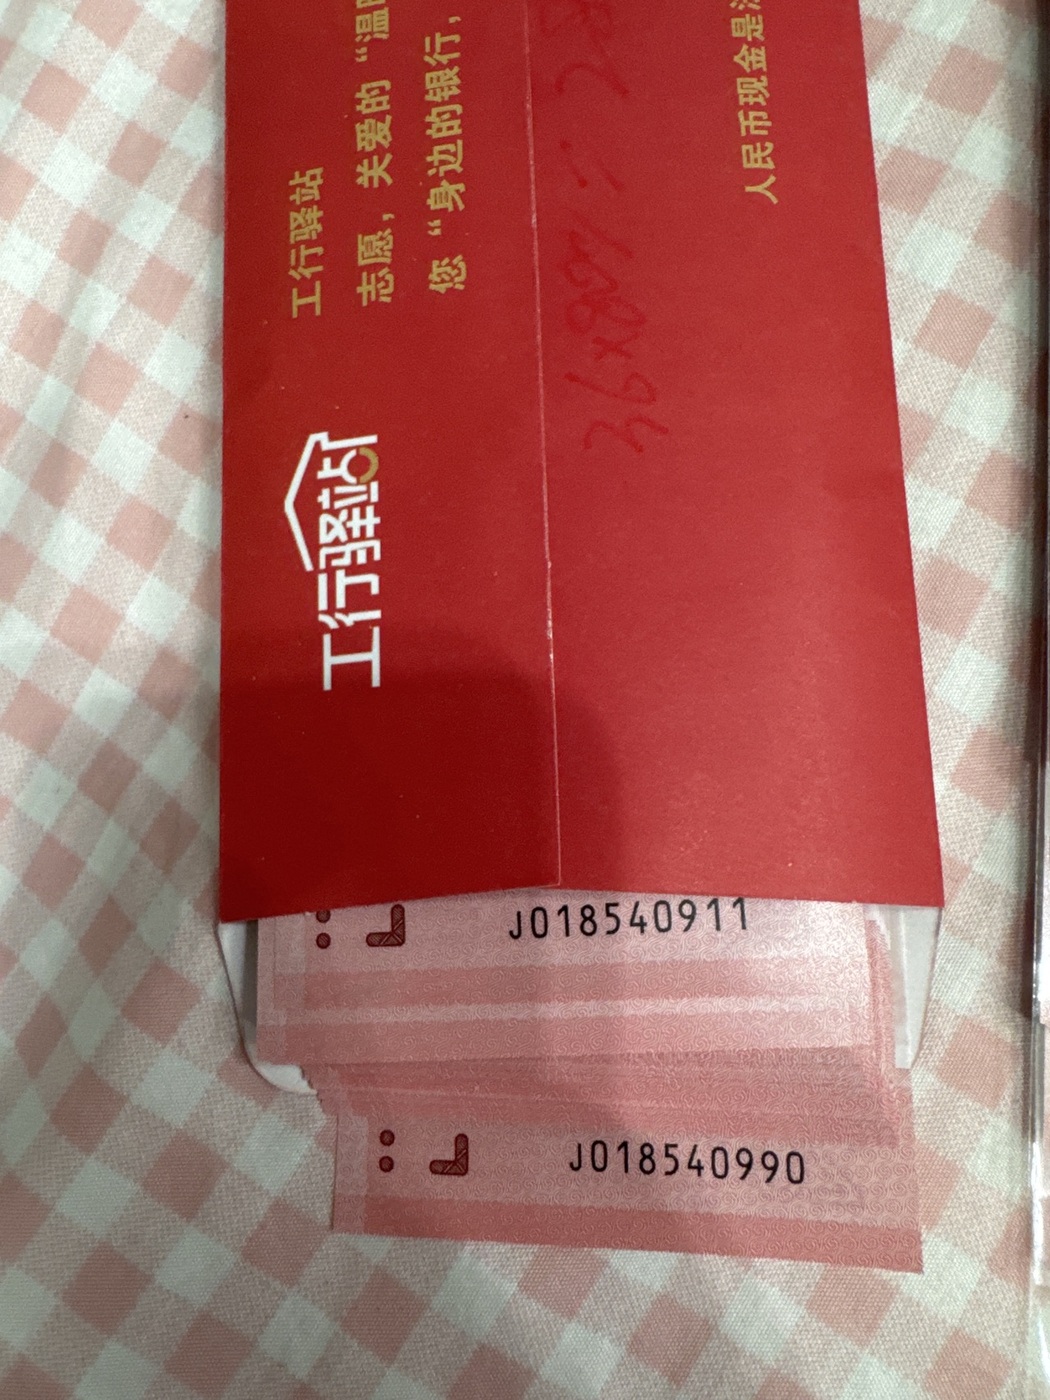 工行驿站
志愿，关爱的“温
您“身边的银行，
工行驿站
人民币现金是
J018540911
J018540990